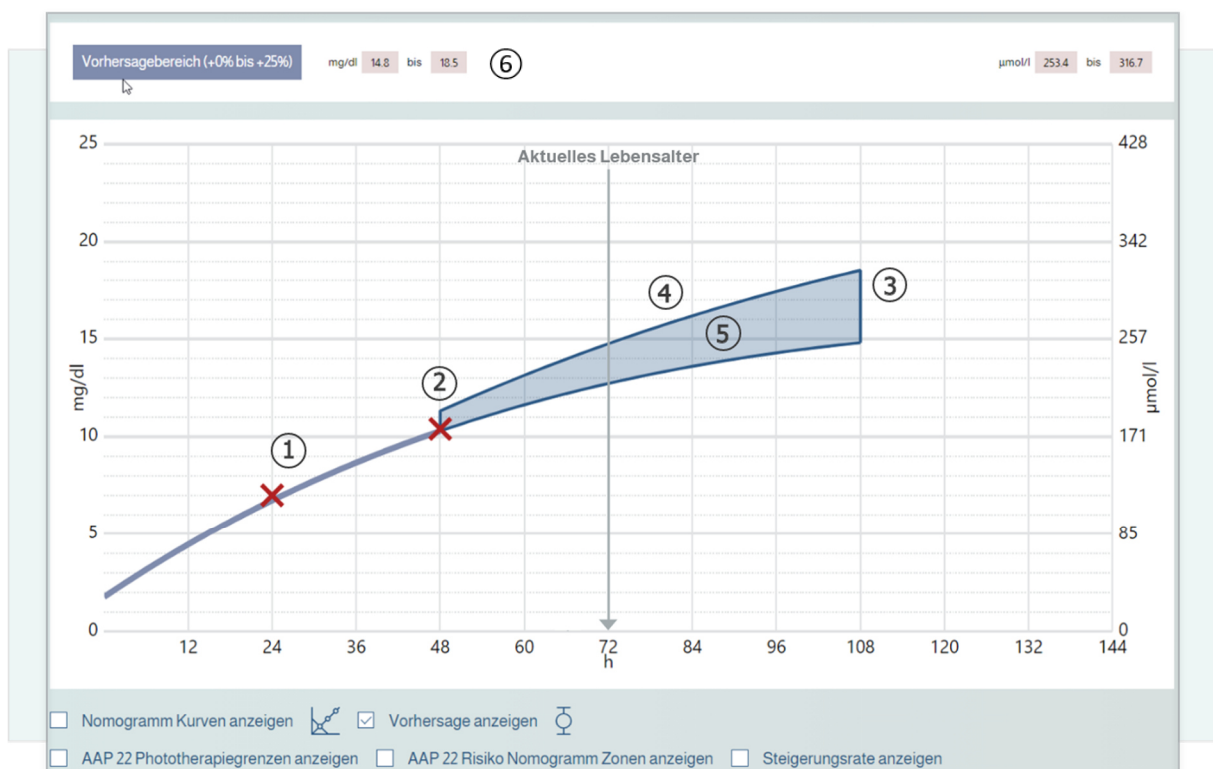 Vorhersagebereich (+0% bis +25%) mg/dl 14.8 bis 18.5 ⑥ µmol/l 253.4 bis 316.7
25 Aktuelles Lebensalter 428
20 342
④ ③
15 ⑤ 257
mg/dl ② µmol/l
10 171
①
5 85
0 0
12 24 36 48 60 72 84 96 108 120 132 144
h
Nomogramm Kurven anzeigen Vorhersage anzeigen
AAP 22 Phototherapiegrenzen anzeigen AAP 22 Risiko Nomogramm Zonen anzeigen Steigerungsrate anzeigen